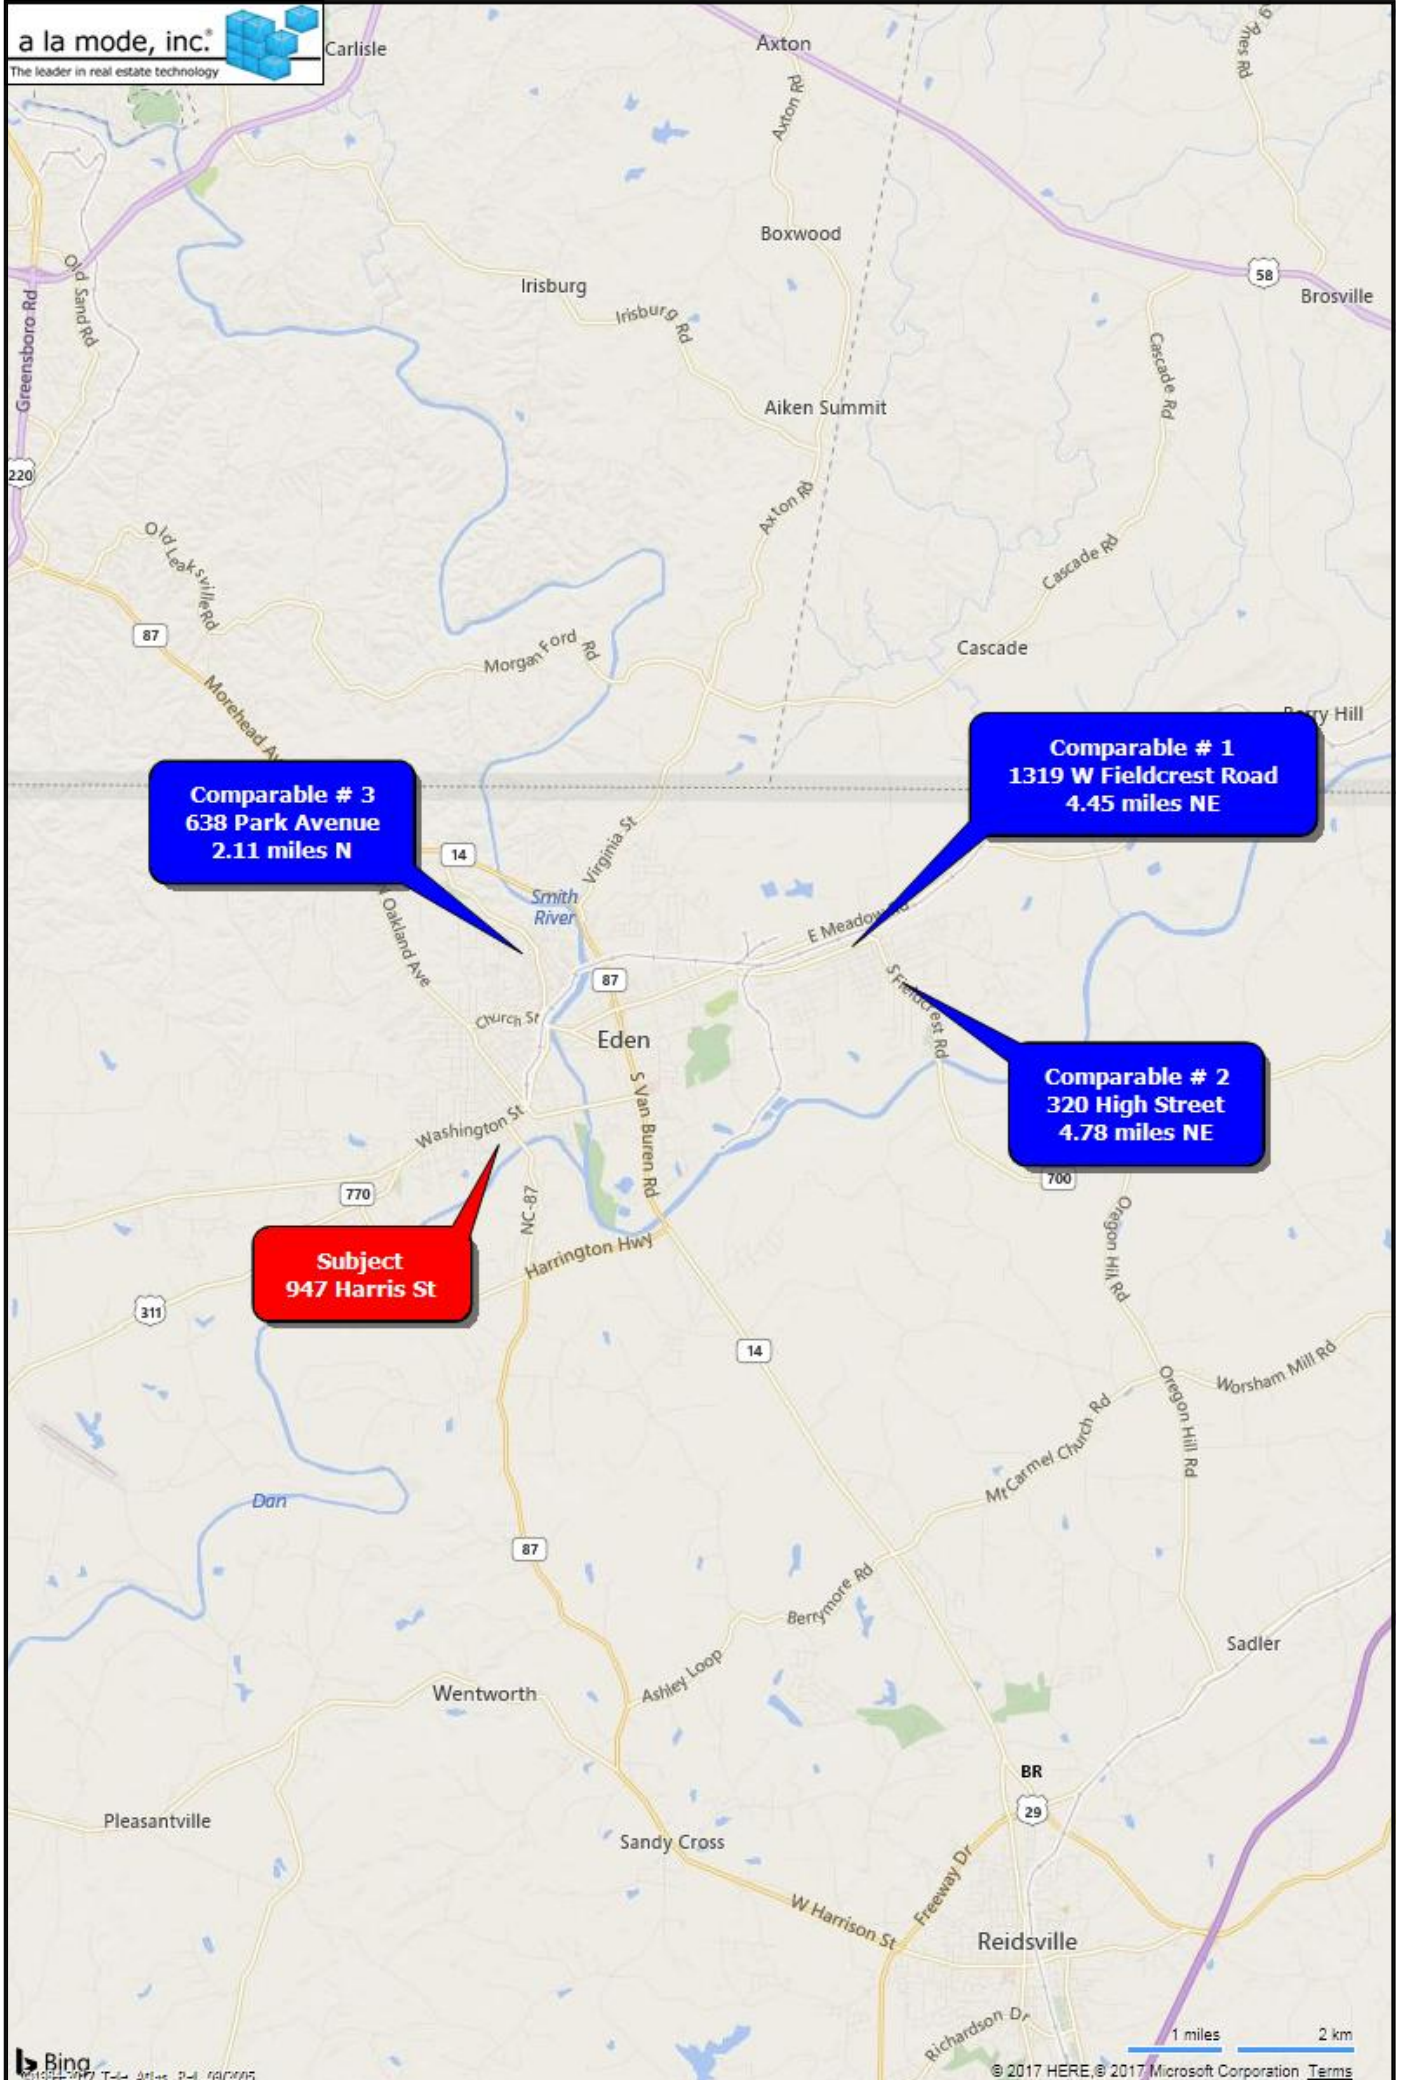 a la mode, inc.®
The leader in real estate technology
Carlisle
Axton
Axton Rd
Boxwood
58
Brosville
Irisburg
Irisburg Rd
Old Sand Rd
Greensboro Rd
Cascade Rd
Aiken Summit
220
Axton Rd
Old Leaksville Rd
Cascade Rd
87
Morgan Ford Rd
Cascade
Morehead
Berry Hill
Comparable # 1
1319 W Fieldcrest Road
4.45 miles NE
Comparable # 3
638 Park Avenue
2.11 miles N
14
Virginia St
Smith
River
N Oakland Ave
E Meadow Rd
87
S Fieldcrest Rd
Church St
Eden
Comparable # 2
320 High Street
4.78 miles NE
S Van Buren Rd
Washington St
770
700
NC-87
Oregon Hill Rd
Harrington Hwy
Subject
947 Harris St
311
14
Worsham Mill Rd
Oregon Hill Rd
Mt Carmel Church Rd
Dan
87
Berrymore Rd
Sadler
Ashley Loop
Wentworth
BR
29
Pleasantville
Sandy Cross
Freeway Dr
W Harrison St
Reidsville
Richardson Dr
1 miles
2 km
Bing
© 2017 HERE,© 2017 Microsoft Corporation Terms